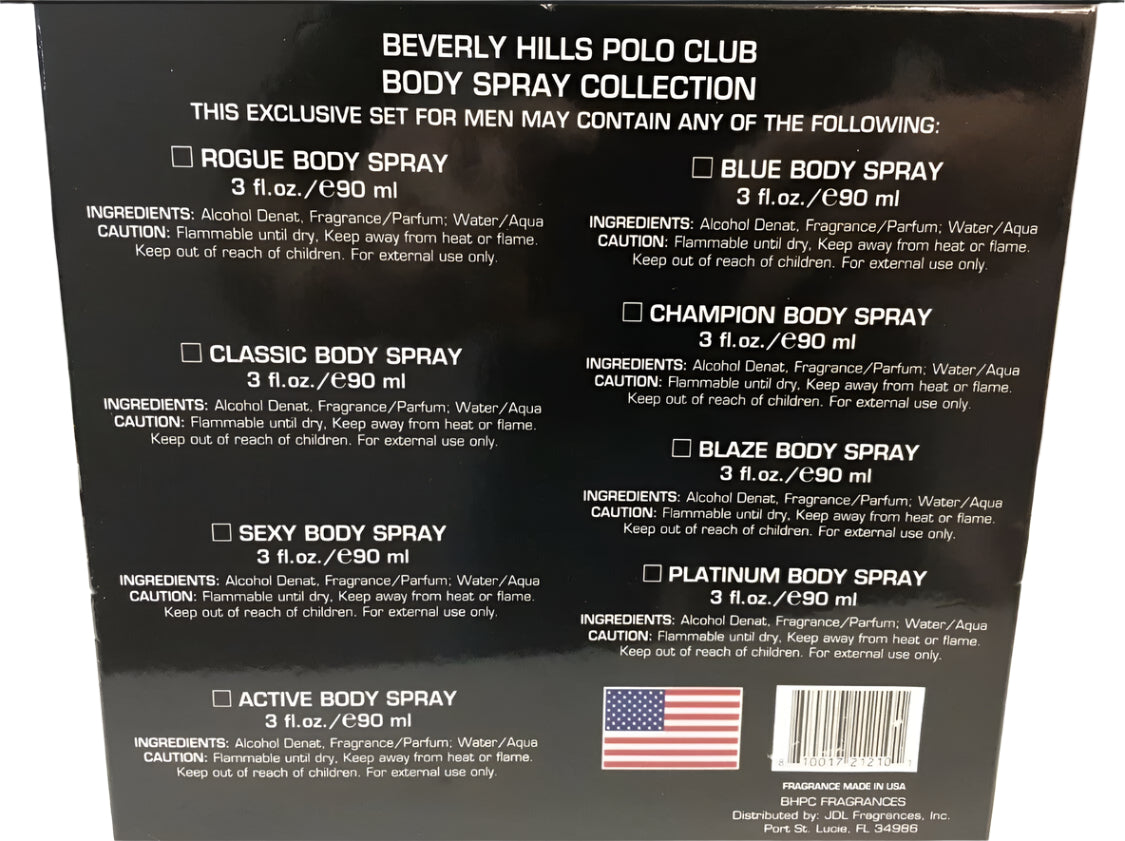 BEVERLY HILLS POLO CLUB
BODY SPRAY COLLECTION
THIS EXCLUSIVE SET FOR MEN MAY CONTAIN ANY OF THE FOLLOWING:
ROGUE BODY SPRAY
3 fl.oz./℮90 ml
INGREDIENTS: Alcohol Denat, Fragrance/Parfum; Water/Aqua
CAUTION: Flammable until dry, Keep away from heat or flame.
Keep out of reach of children. For external use only.
CLASSIC BODY SPRAY
3 fl.oz./℮90 ml
INGREDIENTS: Alcohol Denat, Fragrance/Parfum; Water/Aqua
CAUTION: Flammable until dry, Keep away from heat or flame.
Keep out of reach of children. For external use only.
SEXY BODY SPRAY
3 fl.oz./℮90 ml
INGREDIENTS: Alcohol Denat, Fragrance/Parfum; Water/Aqua
CAUTION: Flammable until dry, Keep away from heat or flame.
Keep out of reach of children. For external use only.
ACTIVE BODY SPRAY
3 fl.oz./℮90 ml
INGREDIENTS: Alcohol Denat, Fragrance/Parfum; Water/Aqua
CAUTION: Flammable until dry, Keep away from heat or flame.
Keep out of reach of children. For external use only.
BLUE BODY SPRAY
3 fl.oz./℮90 ml
INGREDIENTS: Alcohol Denat, Fragrance/Parfum; Water/Aqua
CAUTION: Flammable until dry, Keep away from heat or flame.
Keep out of reach of children. For external use only.
CHAMPION BODY SPRAY
3 fl.oz./℮90 ml
INGREDIENTS: Alcohol Denat, Fragrance/Parfum; Water/Aqua
CAUTION: Flammable until dry, Keep away from heat or flame.
Keep out of reach of children. For external use only.
BLAZE BODY SPRAY
3 fl.oz./℮90 ml
INGREDIENTS: Alcohol Denat, Fragrance/Parfum; Water/Aqua
CAUTION: Flammable until dry, Keep away from heat or flame.
Keep out of reach of children. For external use only.
PLATINUM BODY SPRAY
3 fl.oz./℮90 ml
INGREDIENTS: Alcohol Denat, Fragrance/Parfum; Water/Aqua
CAUTION: Flammable until dry, Keep away from heat or flame.
Keep out of reach of children. For external use only.
8 10017 21210 1
FRAGRANCE MADE IN USA
BHPC FRAGRANCES
Distributed by: JDL Fragrances, Inc.
Port St. Lucie, FL 34986